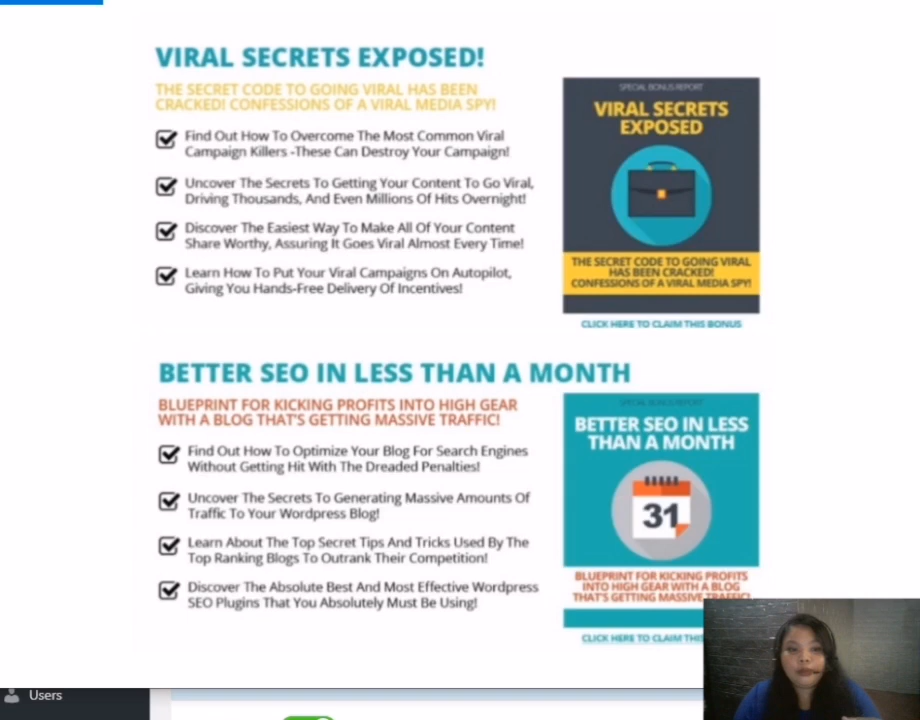 VIRAL SECRETS EXPOSED!
THE SECRET CODE TO GOING VIRAL HAS BEEN
CRACKED! CONFESSIONS OF A VIRAL MEDIA SPY!
Find Out How To Overcome The Most Common Viral
Campaign Killers -These Can Destroy Your Campaign!
Uncover The Secrets To Getting Your Content To Go Viral,
Driving Thousands, And Even Millions Of Hits Overnight!
Discover The Easiest Way To Make All Of Your Content
Share Worthy, Assuring It Goes Viral Almost Every Time!
Learn How To Put Your Viral Campaigns On Autopilot,
Giving You Hands-Free Delivery Of Incentives!
SPECIAL BONUS REPORT
VIRAL SECRETS
EXPOSED
THE SECRET CODE TO GOING VIRAL
HAS BEEN CRACKED!
CONFESSIONS OF A VIRAL MEDIA SPY!
CLICK HERE TO CLAIM THIS BONUS
BETTER SEO IN LESS THAN A MONTH
BLUEPRINT FOR KICKING PROFITS INTO HIGH GEAR
WITH A BLOG THAT'S GETTING MASSIVE TRAFFIC!
Find Out How To Optimize Your Blog For Search Engines
Without Getting Hit With The Dreaded Penalties!
Uncover The Secrets To Generating Massive Amounts Of
Traffic To Your Wordpress Blog!
Learn About The Top Secret Tips And Tricks Used By The
Top Ranking Blogs To Outrank Their Competition!
Discover The Absolute Best And Most Effective Wordpress
SEO Plugins That You Absolutely Must Be Using!
SPECIAL BONUS REPORT
BETTER SEO IN LESS
THAN A MONTH
31
BLUEPRINT FOR KICKING PROFITS
INTO HIGH GEAR WITH A BLOG
THAT'S GETTING MASSIVE TRAFFIC!
CLICK HERE TO CLAIM THIS
Users